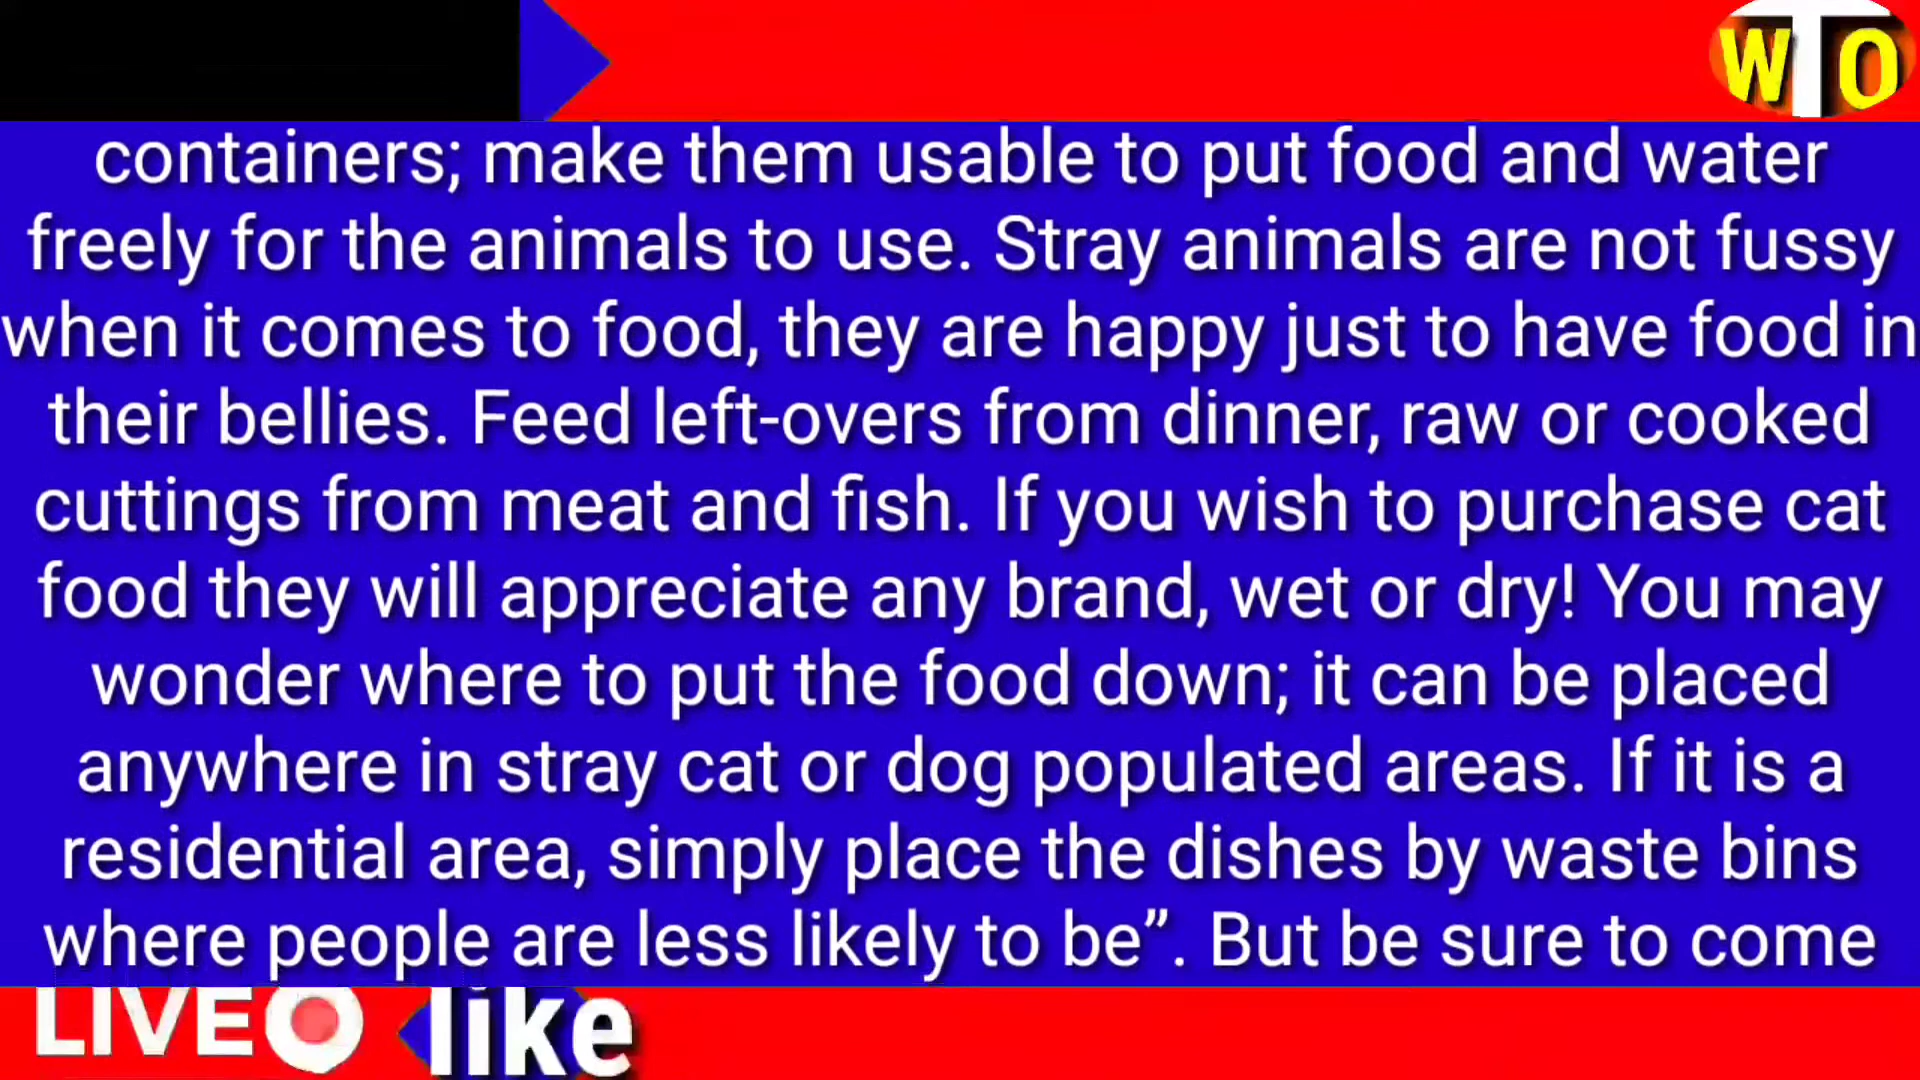 WTO
containers; make them usable to put food and water
freely for the animals to use. Stray animals are not fussy
when it comes to food, they are happy just to have food in
their bellies. Feed left-overs from dinner, raw or cooked
cuttings from meat and fish. If you wish to purchase cat
food they will appreciate any brand, wet or dry! You may
wonder where to put the food down; it can be placed
anywhere in stray cat or dog populated areas. If it is a
residential area, simply place the dishes by waste bins
where people are less likely to be”. But be sure to come
LIVE like